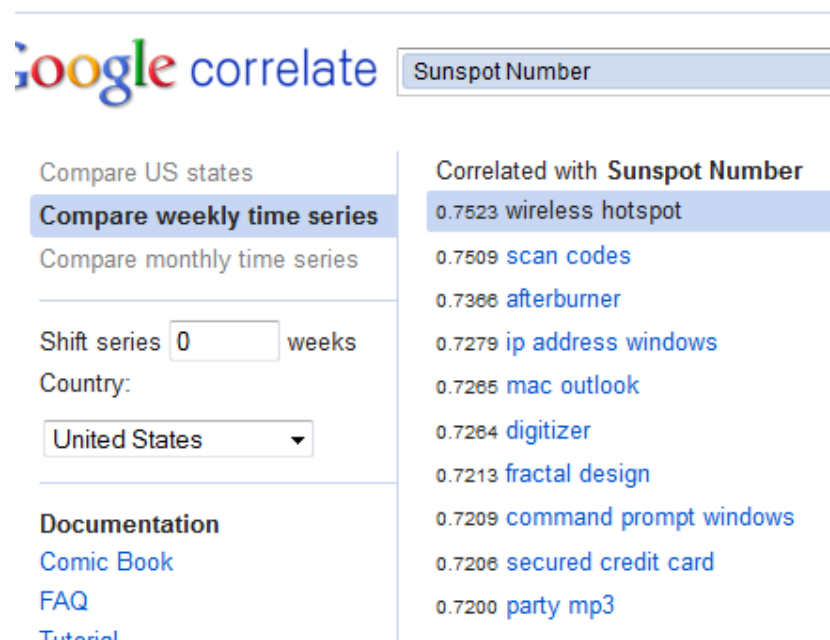 Google correlate
Sunspot Number
Compare US states
Compare weekly time series
Compare monthly time series
Shift series 0 weeks
Country:
United States
Documentation
Comic Book
FAQ
Tutorial
Correlated with Sunspot Number
0.7523 wireless hotspot
0.7509 scan codes
0.7366 afterburner
0.7279 ip address windows
0.7265 mac outlook
0.7264 digitizer
0.7213 fractal design
0.7209 command prompt windows
0.7206 secured credit card
0.7200 party mp3